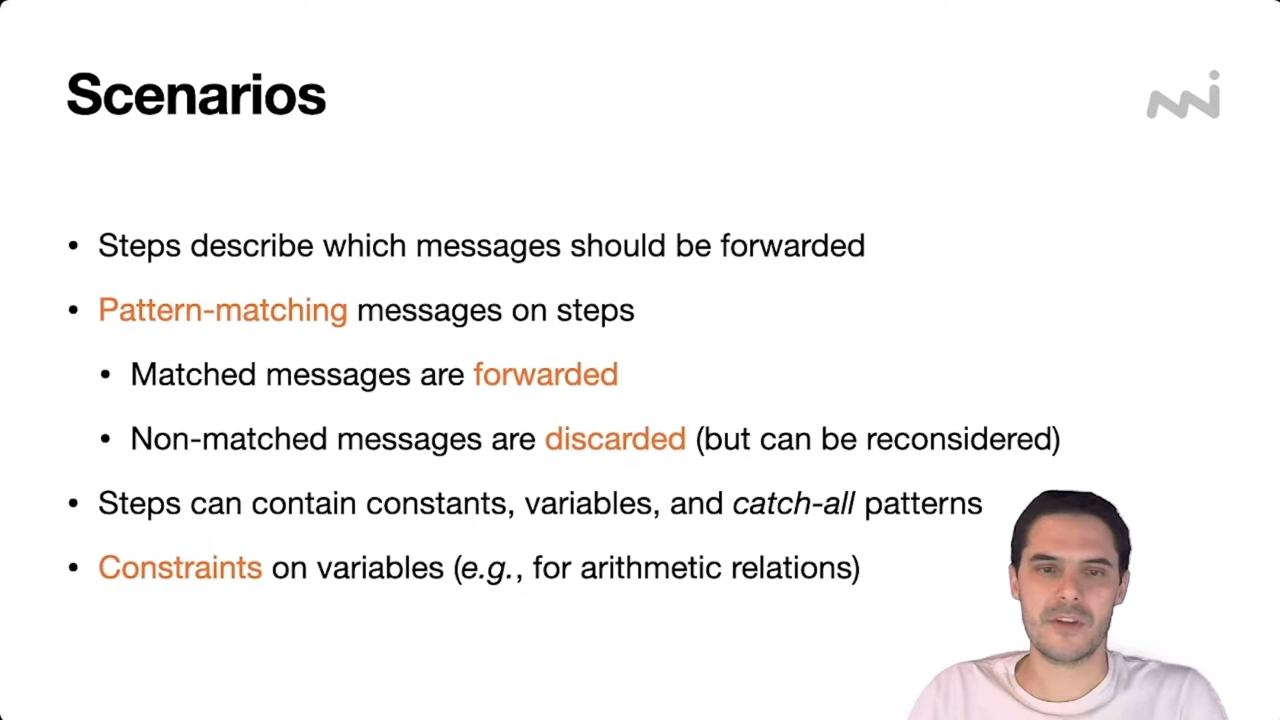 Scenarios
• Steps describe which messages should be forwarded
• Pattern-matching messages on steps
• Matched messages are forwarded
• Non-matched messages are discarded (but can be reconsidered)
• Steps can contain constants, variables, and catch-all patterns
• Constraints on variables (e.g., for arithmetic relations)